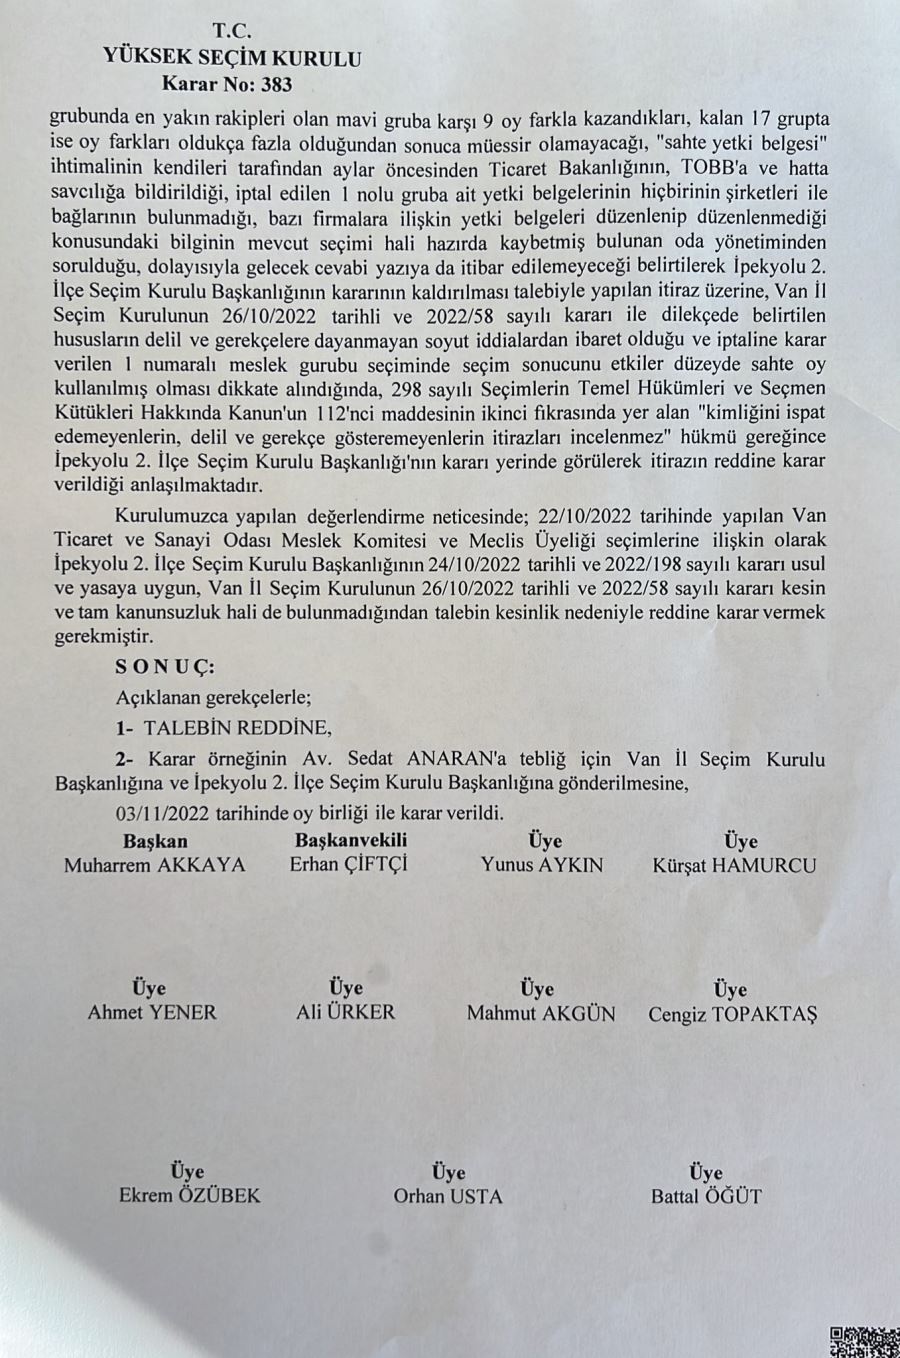 T.C.
YÜKSEK SEÇİM KURULU
Karar No: 383
grubunda en yakın rakipleri olan mavi gruba karşı 9 oy farkla kazandıkları, kalan 17 grupta
ise oy farkları oldukça fazla olduğundan sonuca müessir olamayacağı, "sahte yetki belgesi"
ihtimalinin kendileri tarafından aylar öncesinden Ticaret Bakanlığının, TOBB'a ve hatta
savcılığa bildirildiği, iptal edilen 1 nolu gruba ait yetki belgelerinin hiçbirinin şirketleri ile
bağlarının bulunmadığı, bazı firmalara ilişkin yetki belgeleri düzenlenip düzenlenmediği
konusundaki bilginin mevcut seçimi hali hazırda kaybetmiş bulunan oda yönetiminden
sorulduğu, dolayısıyla gelecek cevabi yazıya da itibar edilemeyeceği belirtilerek İpekyolu 2.
İlçe Seçim Kurulu Başkanlığının kararının kaldırılması talebiyle yapılan itiraz üzerine, Van İl
Seçim Kurulunun 26/10/2022 tarihli ve 2022/58 sayılı kararı ile dilekçede belirtilen
hususların delil ve gerekçelere dayanmayan soyut iddialardan ibaret olduğu ve iptaline karar
verilen 1 numaralı meslek gurubu seçiminde seçim sonucunu etkiler düzeyde sahte oy
kullanılmış olması dikkate alındığında, 298 sayılı Seçimlerin Temel Hükümleri ve Seçmen
Kütükleri Hakkında Kanun'un 112'nci maddesinin ikinci fıkrasında yer alan "kimliğini ispat
edemeyenlerin, delil ve gerekçe gösteremeyenlerin itirazları incelenmez" hükmü gereğince
İpekyolu 2. İlçe Seçim Kurulu Başkanlığı'nın kararı yerinde görülerek itirazın reddine karar
verildiği anlaşılmaktadır.
Kurulumuzca yapılan değerlendirme neticesinde; 22/10/2022 tarihinde yapılan Van
Ticaret ve Sanayi Odası Meslek Komitesi ve Meclis Üyeliği seçimlerine ilişkin olarak
İpekyolu 2. İlçe Seçim Kurulu Başkanlığının 24/10/2022 tarihli ve 2022/198 sayılı kararı usul
ve yasaya uygun, Van İl Seçim Kurulunun 26/10/2022 tarihli ve 2022/58 sayılı kararı kesin
ve tam kanunsuzluk hali de bulunmadığından talebin kesinlik nedeniyle reddine karar vermek
gerekmiştir.
S O N U Ç:
Açıklanan gerekçelerle;
1- TALEBİN REDDİNE,
2- Karar örneğinin Av. Sedat ANARAN'a tebliğ için Van İl Seçim Kurulu
Başkanlığına ve İpekyolu 2. İlçe Seçim Kurulu Başkanlığına gönderilmesine,
03/11/2022 tarihinde oy birliği ile karar verildi.
Başkan Başkanvekili Üye Üye
Muharrem AKKAYA Erhan ÇİFTÇİ Yunus AYKIN Kürşat HAMURCU
Üye Üye Üye Üye
Ahmet YENER Ali ÜRKER Mahmut AKGÜN Cengiz TOPAKTAŞ
Üye Üye Üye
Ekrem ÖZÜBEK Orhan USTA Battal ÖĞÜT